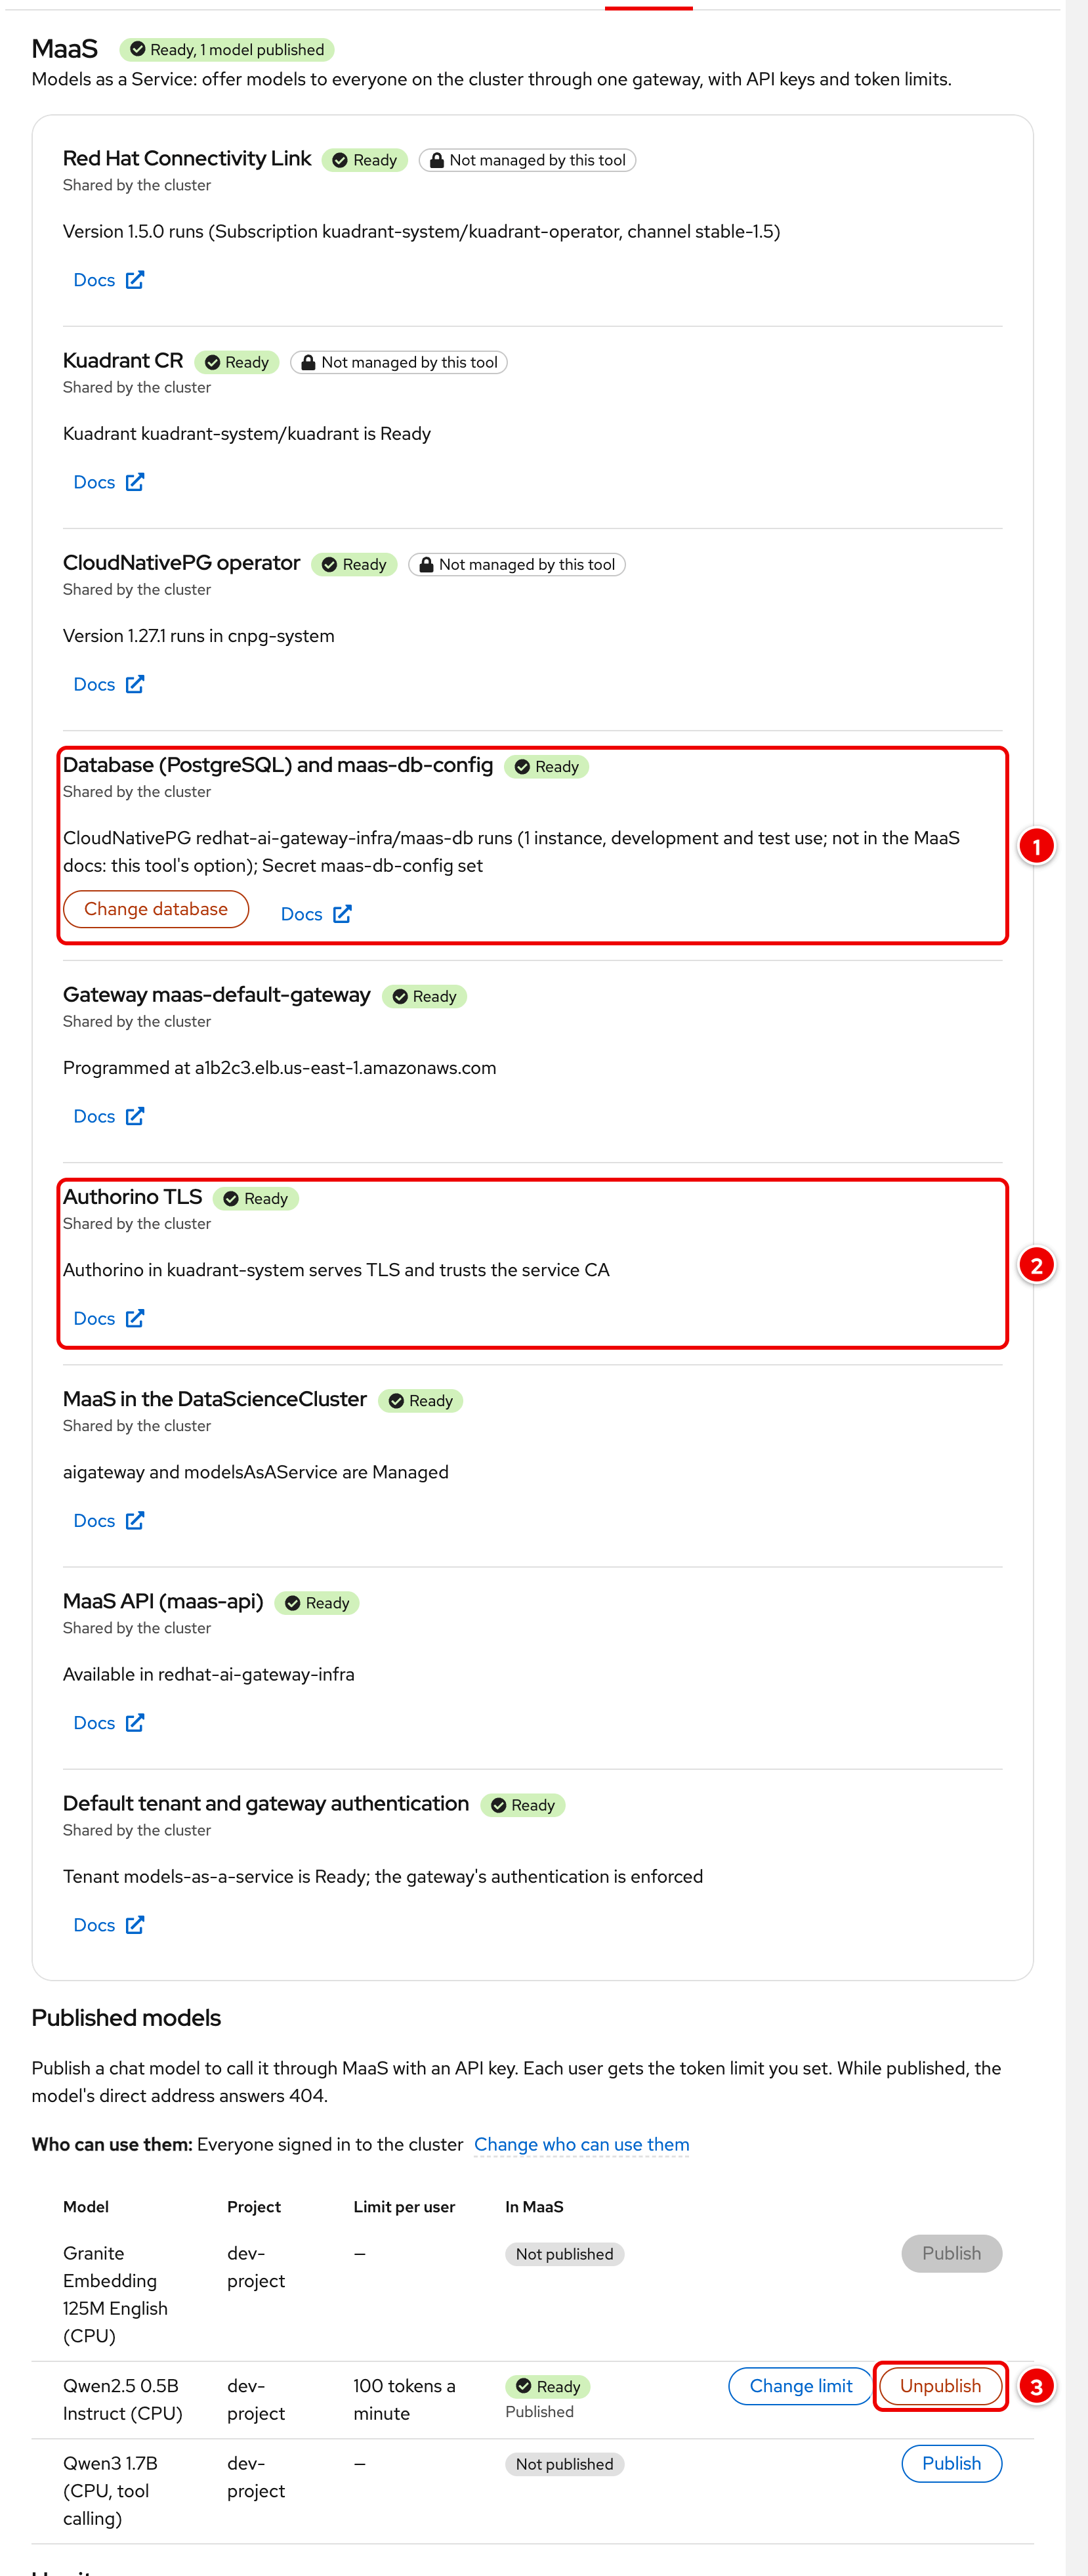 MaaS Ready, 1 model published
Models as a Service: offer models to everyone on the cluster through one gateway, with API keys and token limits.
Red Hat Connectivity Link Ready Not managed by this tool
Shared by the cluster
Version 1.5.0 runs (Subscription kuadrant-system/kuadrant-operator, channel stable-1.5)
Docs
Kuadrant CR Ready Not managed by this tool
Shared by the cluster
Kuadrant kuadrant-system/kuadrant is Ready
Docs
CloudNativePG operator Ready Not managed by this tool
Shared by the cluster
Version 1.27.1 runs in cnpg-system
Docs
Database (PostgreSQL) and maas-db-config Ready
Shared by the cluster
CloudNativePG redhat-ai-gateway-infra/maas-db runs (1 instance, development and test use; not in the MaaS
docs: this tool's option); Secret maas-db-config set
1
Change database Docs
Gateway maas-default-gateway Ready
Shared by the cluster
Programmed at a1b2c3.elb.us-east-1.amazonaws.com
Docs
Authorino TLS Ready
Shared by the cluster
Authorino in kuadrant-system serves TLS and trusts the service CA
2
Docs
MaaS in the DataScienceCluster Ready
Shared by the cluster
aigateway and modelsAsAService are Managed
Docs
MaaS API (maas-api) Ready
Shared by the cluster
Available in redhat-ai-gateway-infra
Docs
Default tenant and gateway authentication Ready
Shared by the cluster
Tenant models-as-a-service is Ready; the gateway's authentication is enforced
Docs
Published models
Publish a chat model to call it through MaaS with an API key. Each user gets the token limit you set. While published, the
model's direct address answers 404.
Who can use them: Everyone signed in to the cluster Change who can use them
Model Project Limit per user In MaaS
Granite dev- – Not published Publish
Embedding project
125M English
(CPU)
Qwen2.5 0.5B dev- 100 tokens a Ready Change limit Unpublish 3
Instruct (CPU) project minute Published
Qwen3 1.7B dev- – Not published Publish
(CPU, tool project
calling)